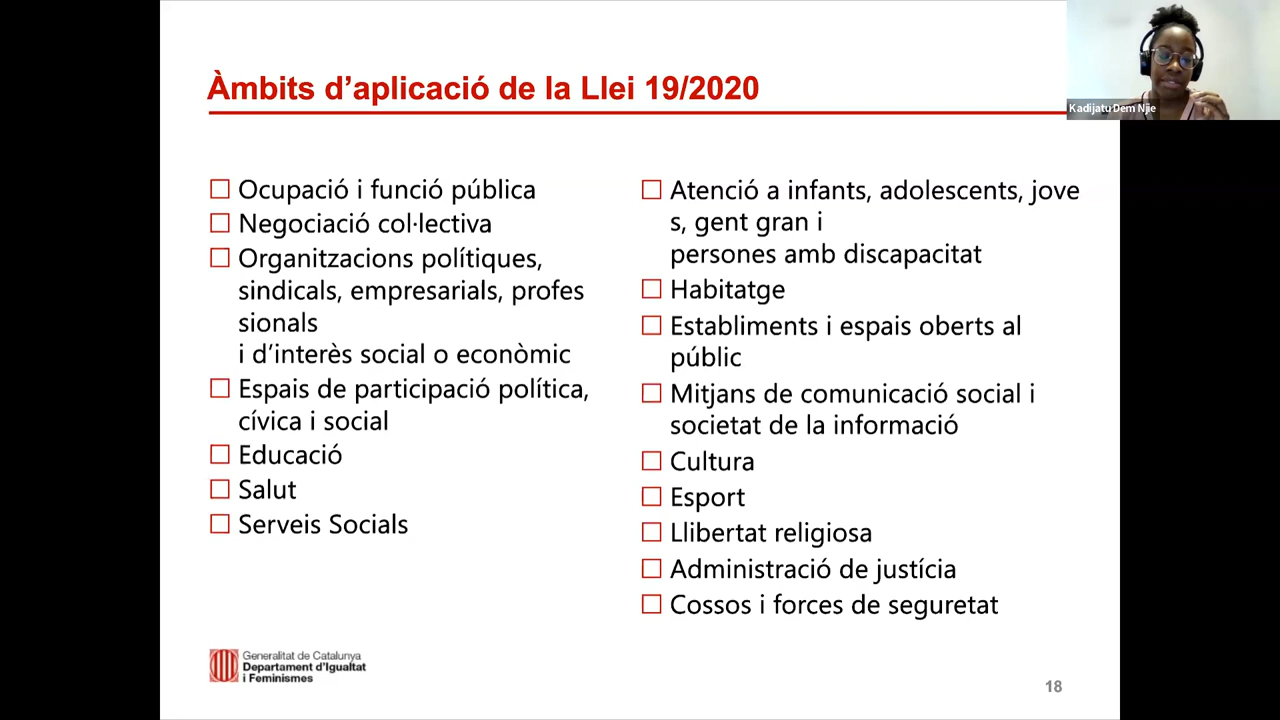 Àmbits d’aplicació de la Llei 19/2020
Kadijatu Dem Njie
Ocupació i funció pública
Negociació col·lectiva
Organitzacions polítiques,
sindicals, empresarials, profes
sionals
i d’interès social o econòmic
Espais de participació política,
cívica i social
Educació
Salut
Serveis Socials
Atenció a infants, adolescents, jove
s, gent gran i
persones amb discapacitat
Habitatge
Establiments i espais oberts al
públic
Mitjans de comunicació social i
societat de la informació
Cultura
Esport
Llibertat religiosa
Administració de justícia
Cossos i forces de seguretat
Generalitat de Catalunya
Departament d’Igualtat
i Feminismes
18